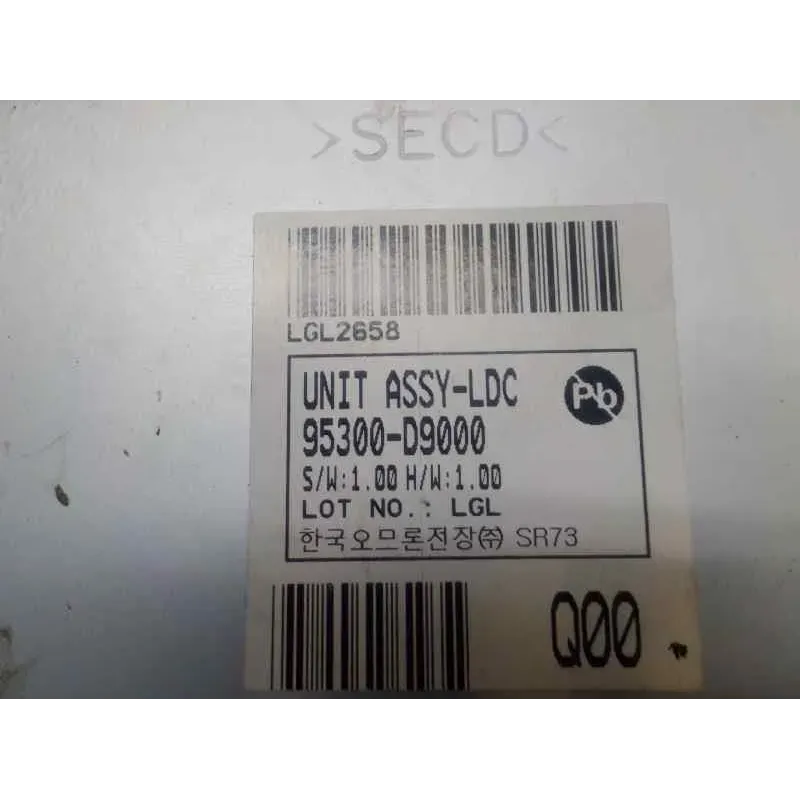 >SECD<
LGL2658
UNIT ASSY-LDC
Pb
95300-D9000
S/W:1.00 H/W:1.00
LOT NO.: LGL
한국오므론전장㈜ SR73
Q00